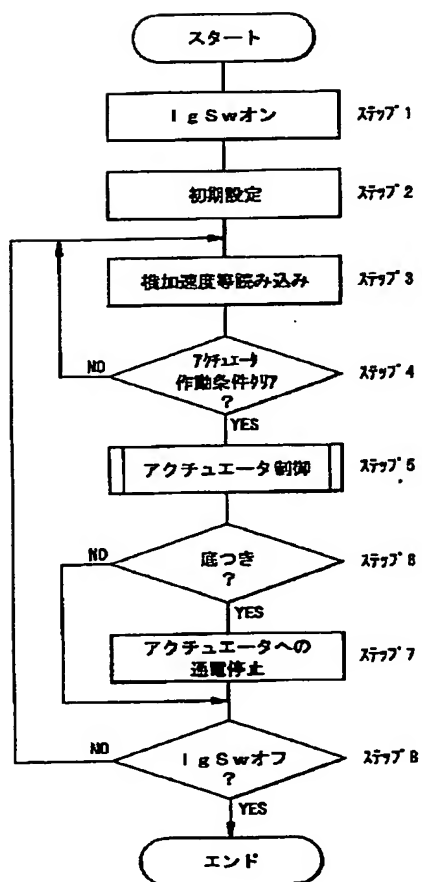 スタート
IgSwオン
ステップ1
初期設定
ステップ2
横加速度等読み込み
ステップ3
NO
アクチュエータ
作動条件クリア
?
ステップ4
YES
アクチュエータ制御
ステップ5
NO
底つき
?
ステップ6
YES
アクチュエータへの
通電停止
ステップ7
NO
IgSwオフ
?
ステップ8
YES
エンド